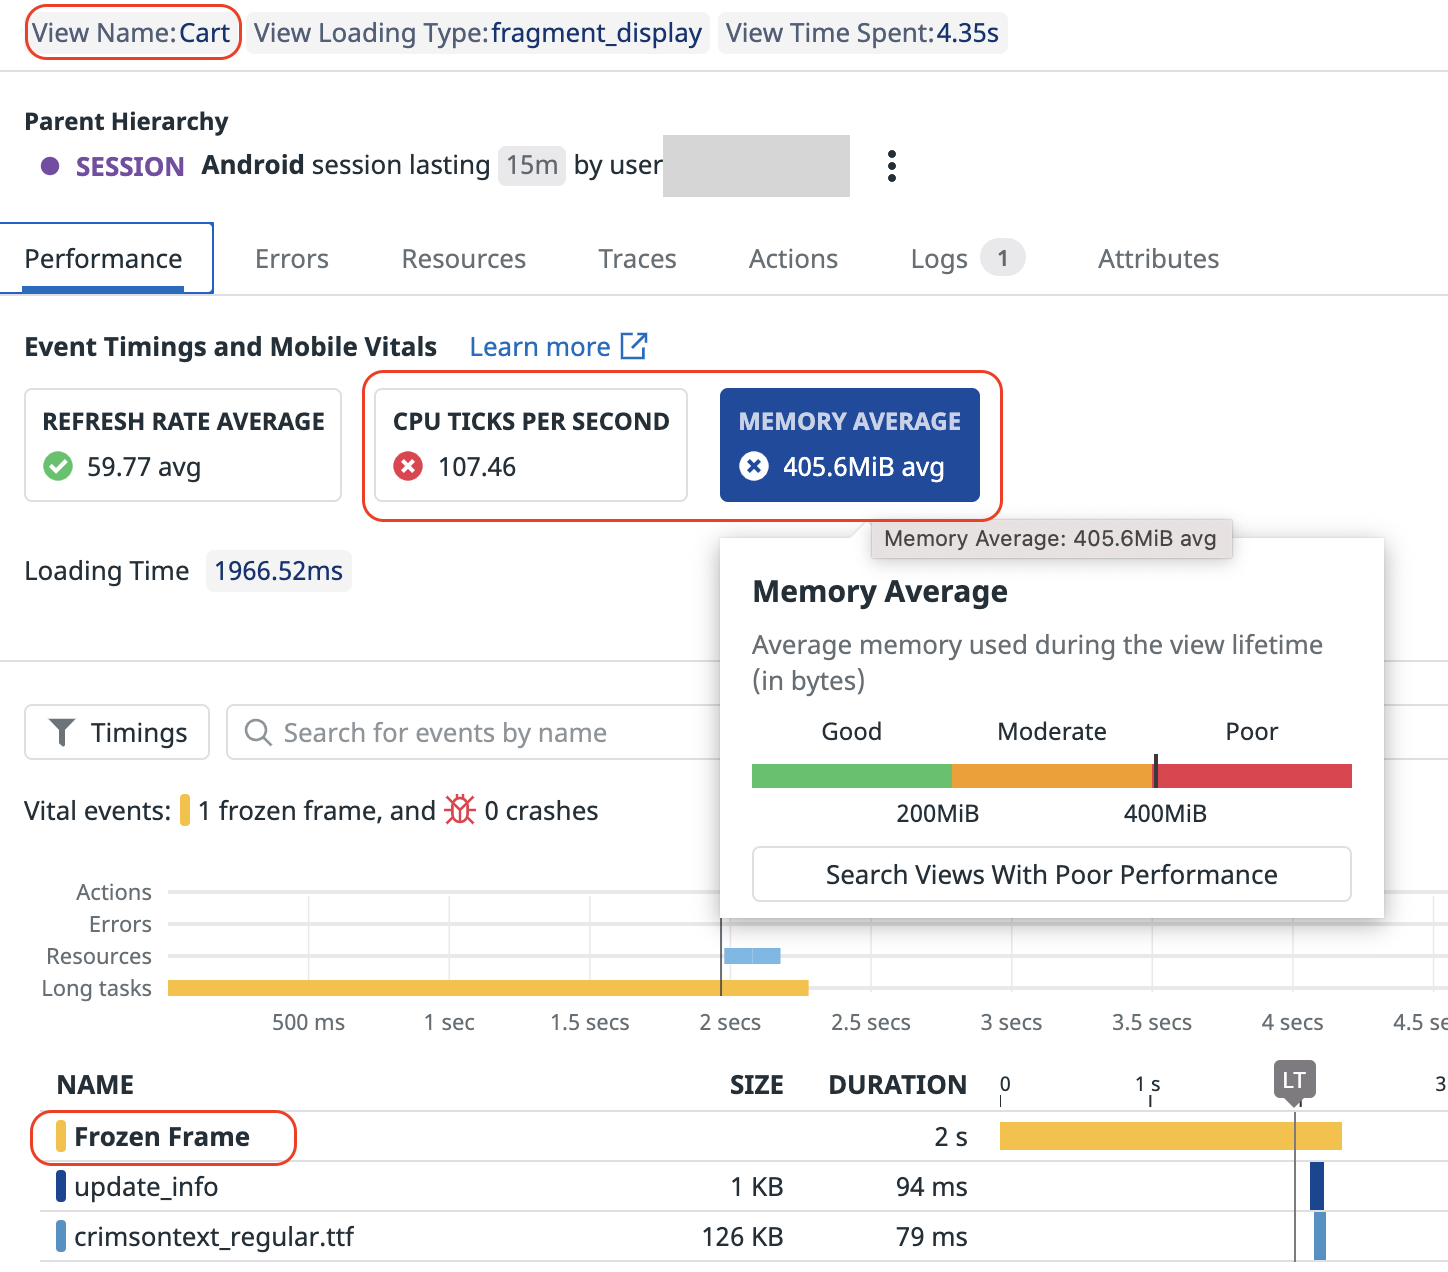 View Name:Cart View Loading Type:fragment_display View Time Spent:4.35s
Parent Hierarchy
SESSION Android session lasting 15m by user
Performance Errors Resources Traces Actions Logs 1 Attributes
Event Timings and Mobile Vitals Learn more
REFRESH RATE AVERAGE CPU TICKS PER SECOND MEMORY AVERAGE
59.77 avg 107.46 405.6MiB avg
Memory Average: 405.6MiB avg
Loading Time 1966.52ms
Memory Average
Average memory used during the view lifetime
(in bytes)
Good Moderate Poor
200MiB 400MiB
Search Views With Poor Performance
Timings Search for events by name
Vital events: 1 frozen frame, and 0 crashes
Actions
Errors
Resources
Long tasks
500 ms 1 sec 1.5 secs 2 secs 2.5 secs 3 secs 3.5 secs 4 secs 4.5 se
NAME SIZE DURATION 0 1 s LT 3
Frozen Frame 2 s
update_info 1 KB 94 ms
crimsontext_regular.ttf 126 KB 79 ms